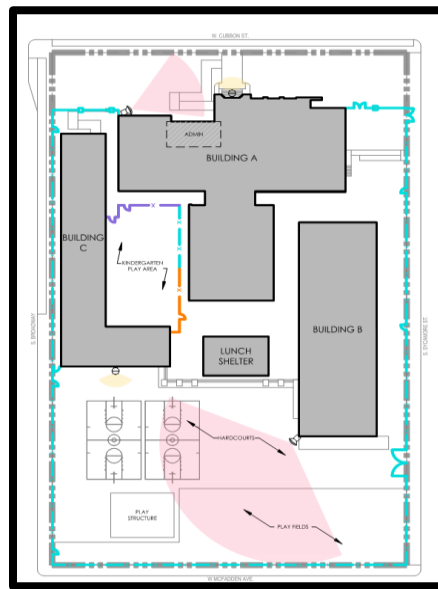 W. CUBBON ST.
ADMIN
BUILDING A
BUILDING
C
KINDERGARTEN
PLAY AREA
S. BROADWAY
S. SYCAMORE ST.
BUILDING B
LUNCH
SHELTER
HARDCOURTS
PLAY
STRUCTURE
PLAY FIELDS
W MCFADDEN AVE.